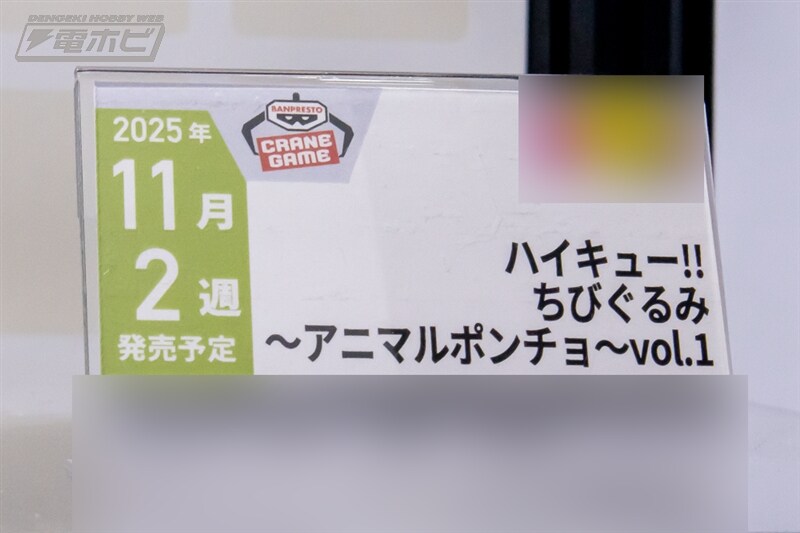 DENGEKI HOBBY WEB
電ホビ
2025年
11月
2週
発売予定
BANPRESTO
CRANE
GAME
ハイキュー!!
ちびぐるみ
～アニマルポンチョ～vol.1